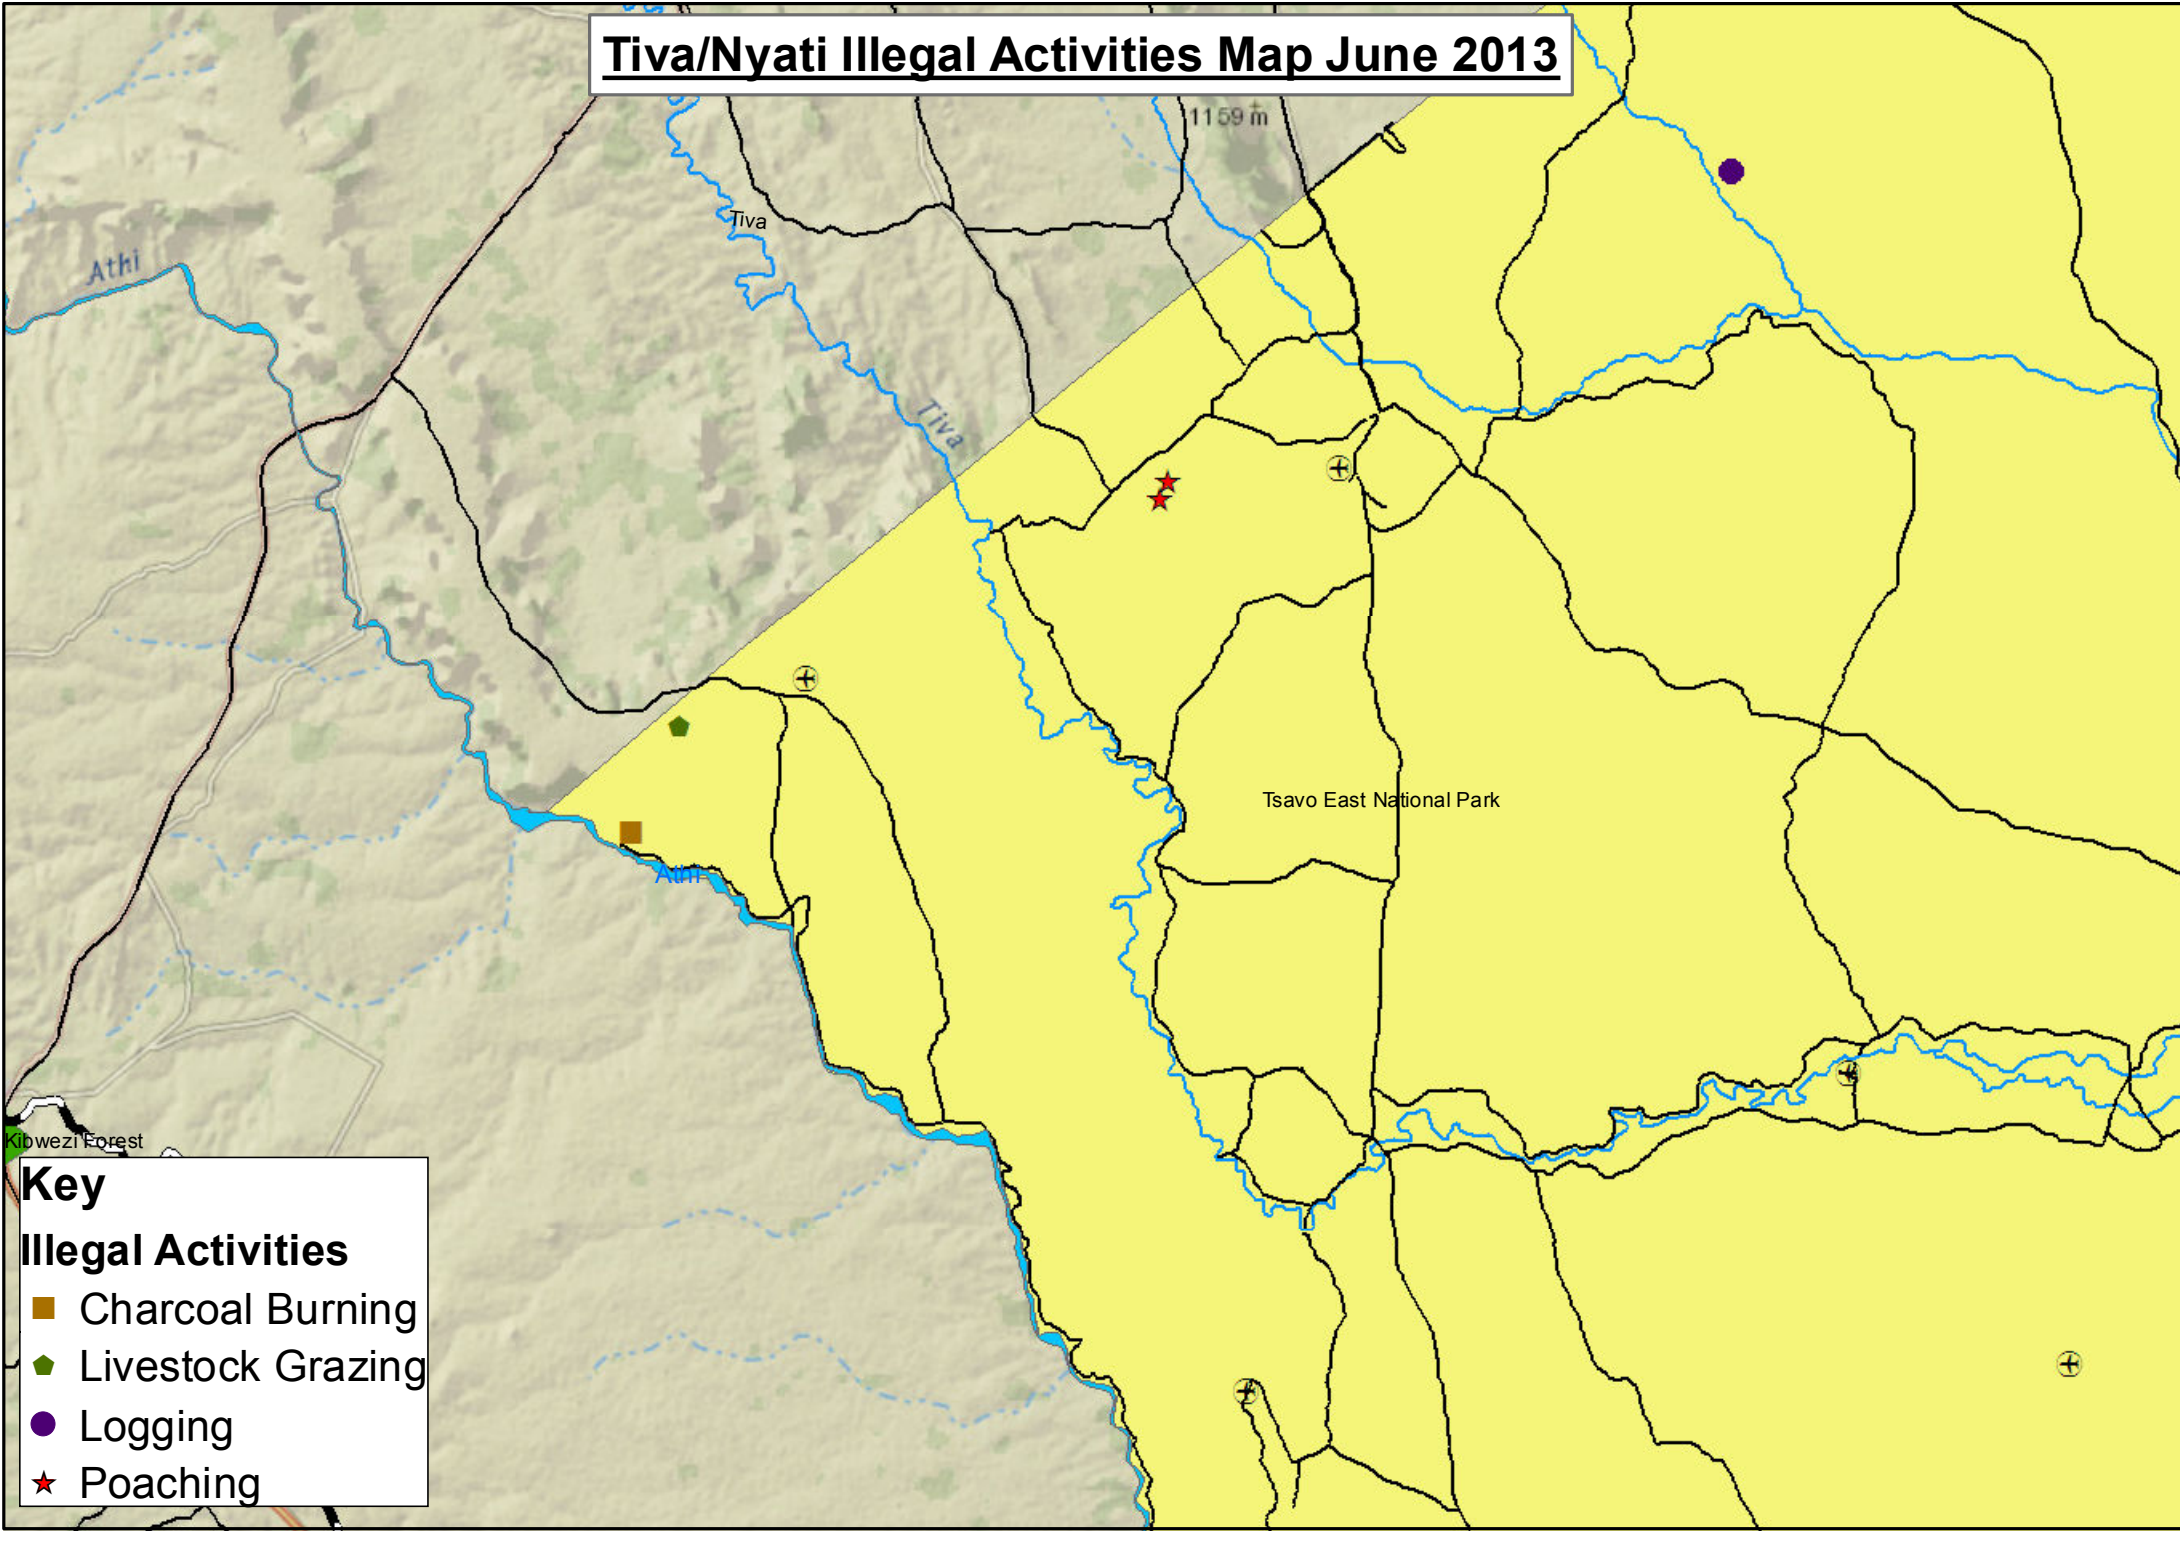 Tiva/Nyati Illegal Activities Map June 2013
1159 m
Tiva
Athi
Tiva
Tsavo East National Park
Athi
Kibwezi Forest
Key
Illegal Activities
Charcoal Burning
Livestock Grazing
Logging
Poaching